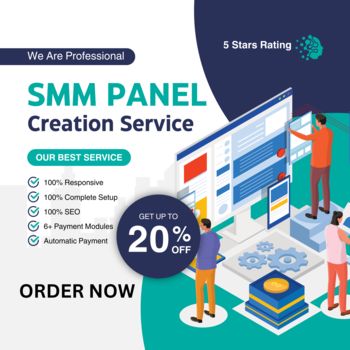 We Are Professional
5 Stars Rating
SMM PANEL
Creation Service
OUR BEST SERVICE
100% Responsive
100% Complete Setup
100% SEO
6+ Payment Modules
Automatic Payment
GET UP TO
20% OFF
ORDER NOW